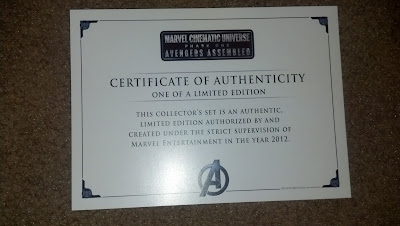 MARVEL CINEMATIC UNIVERSE
PHASE ONE
AVENGERS ASSEMBLED
CERTIFICATE OF AUTHENTICITY
ONE OF A LIMITED EDITION
THIS COLLECTOR'S SET IS AN AUTHENTIC,
LIMITED EDITION AUTHORIZED BY AND
CREATED UNDER THE STRICT SUPERVISION OF
MARVEL ENTERTAINMENT IN THE YEAR 2012.